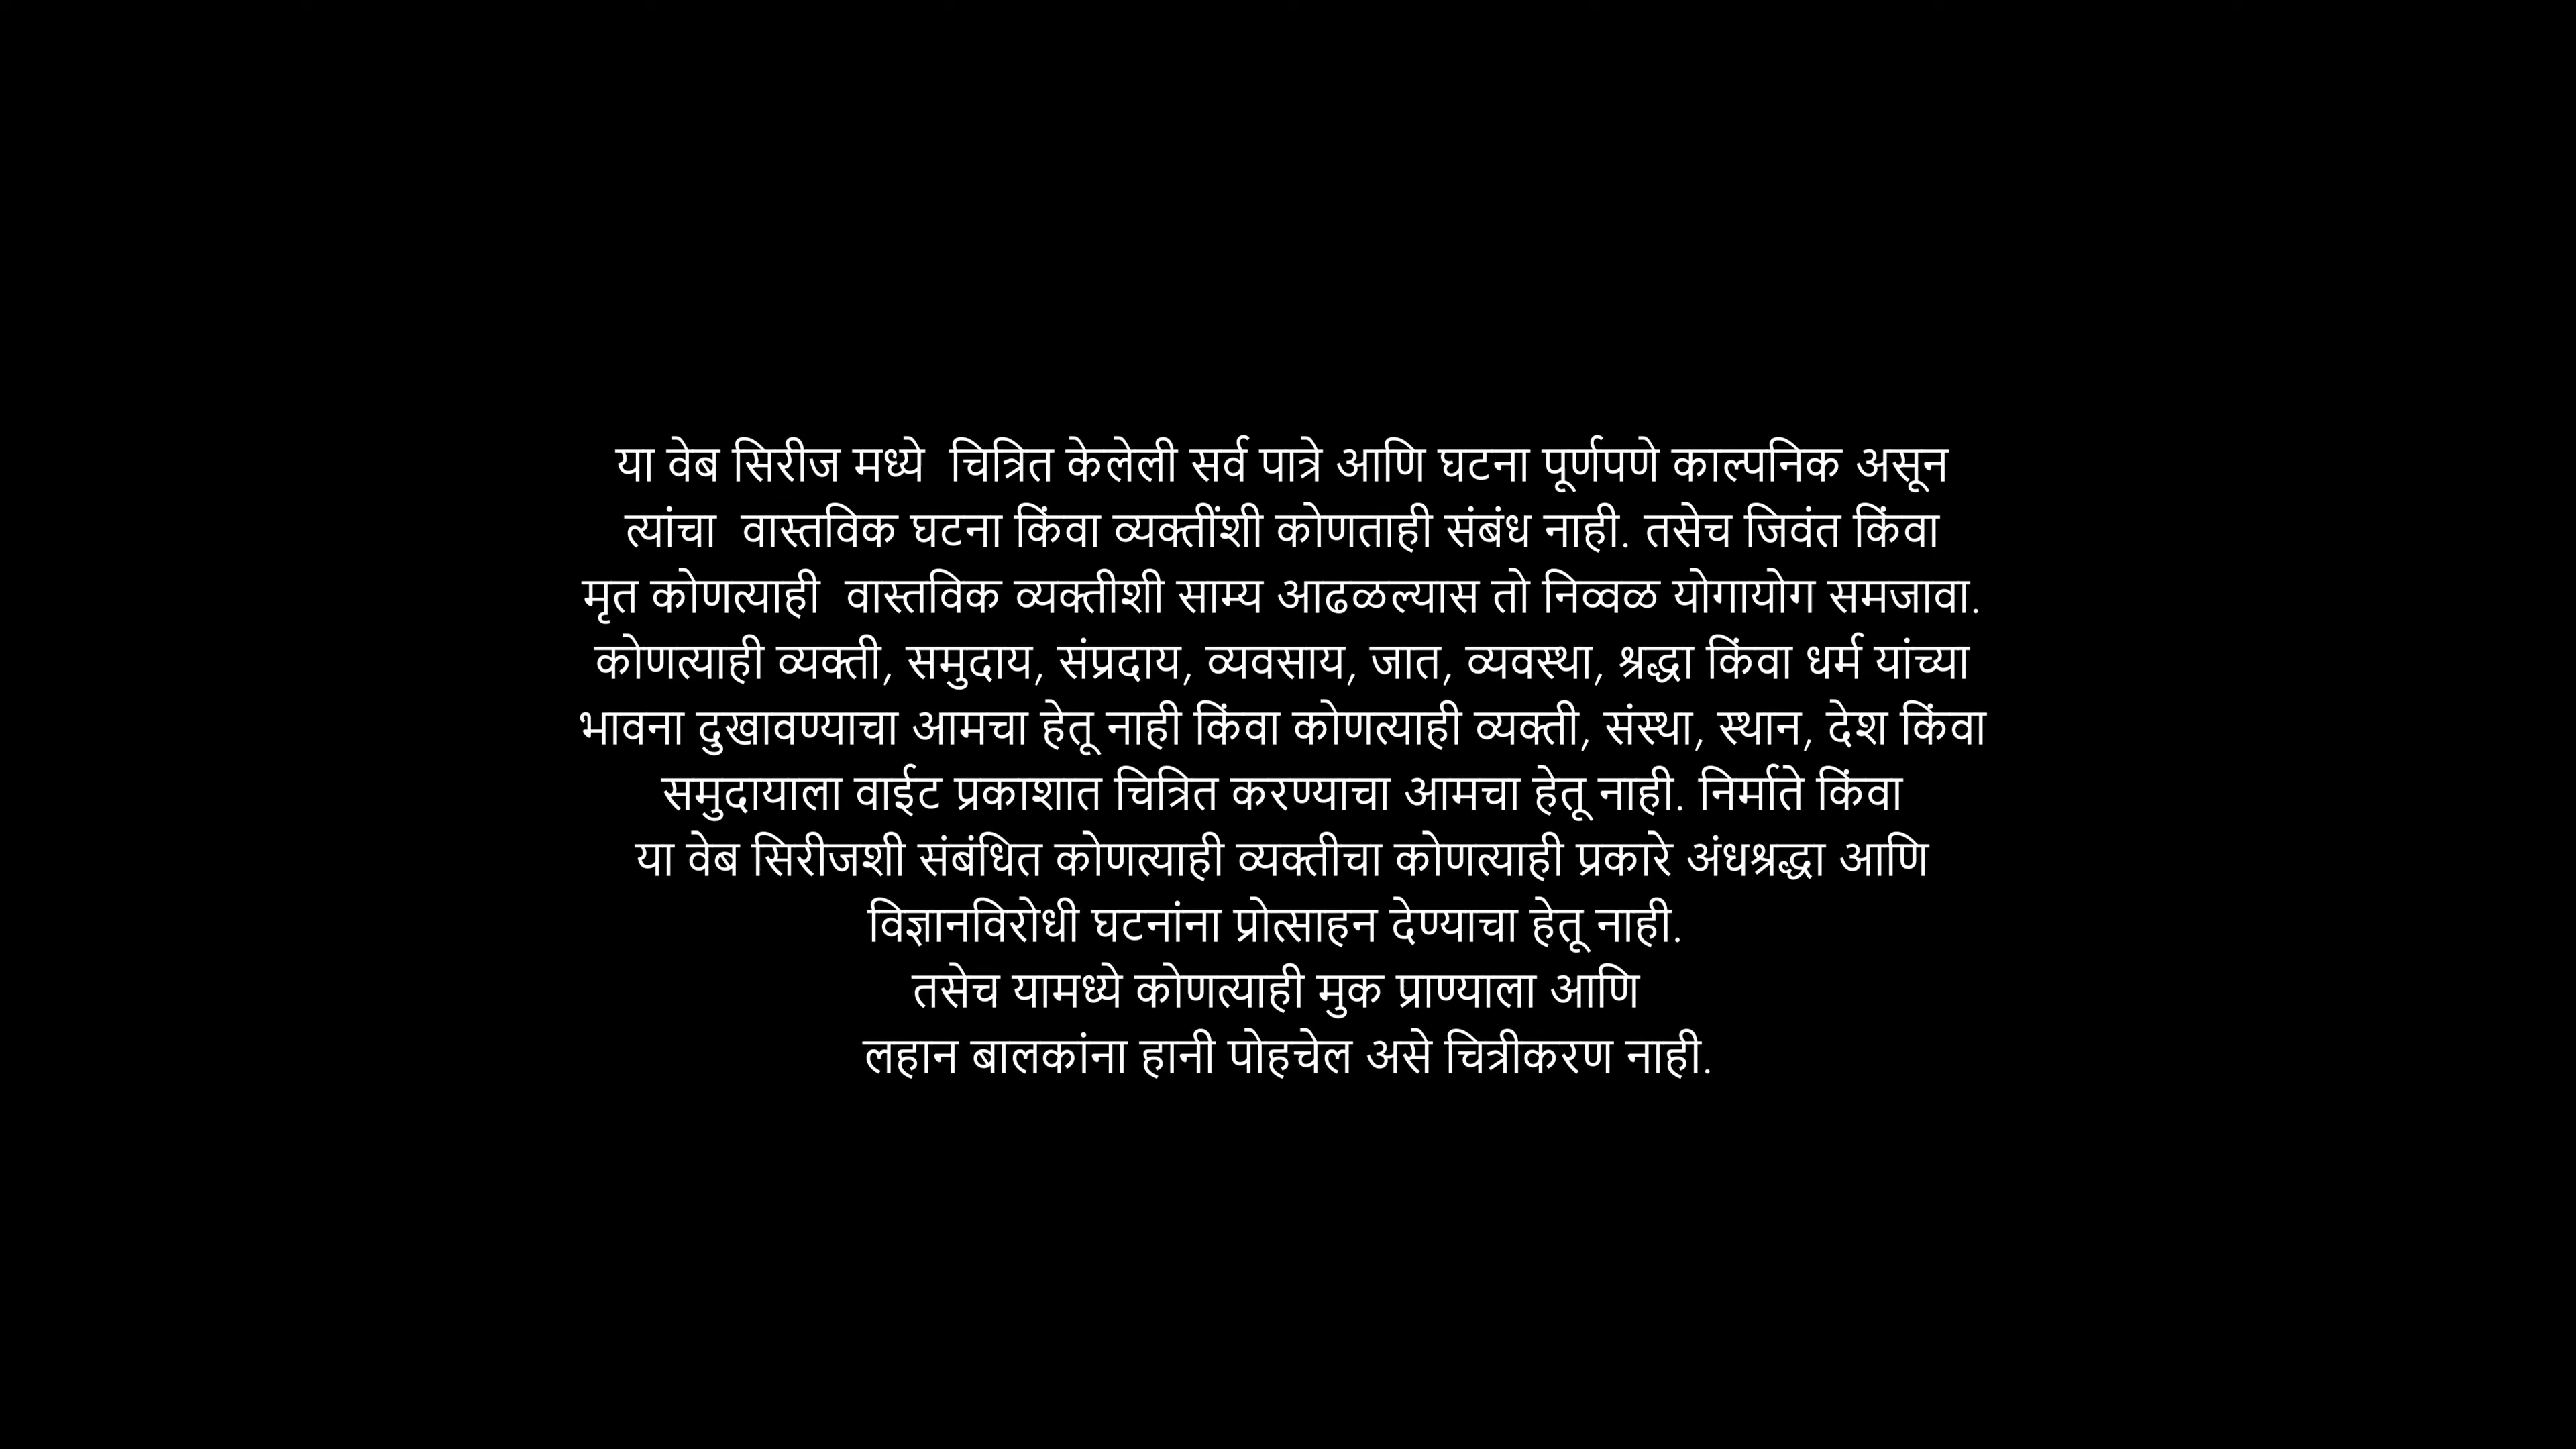 या वेब सिरीज मध्ये  चित्रित केलेली सर्व पात्रे आणि घटना पूर्णपणे काल्पनिक असून
त्यांचा  वास्तविक घटना किंवा व्यक्तींशी कोणताही संबंध नाही. तसेच जिवंत किंवा
मृत कोणत्याही  वास्तविक व्यक्तीशी साम्य आढळल्यास तो निव्वळ योगायोग समजावा.
कोणत्याही व्यक्ती, समुदाय, संप्रदाय, व्यवसाय, जात, व्यवस्था, श्रद्धा किंवा धर्म यांच्या
भावना दुखावण्याचा आमचा हेतू नाही किंवा कोणत्याही व्यक्ती, संस्था, स्थान, देश किंवा
समुदायाला वाईट प्रकाशात चित्रित करण्याचा आमचा हेतू नाही. निर्माते किंवा
या वेब सिरीजशी संबंधित कोणत्याही व्यक्तीचा कोणत्याही प्रकारे अंधश्रद्धा आणि
विज्ञानविरोधी घटनांना प्रोत्साहन देण्याचा हेतू नाही.
तसेच यामध्ये कोणत्याही मुक प्राण्याला आणि
लहान बालकांना हानी पोहचेल असे चित्रीकरण नाही.